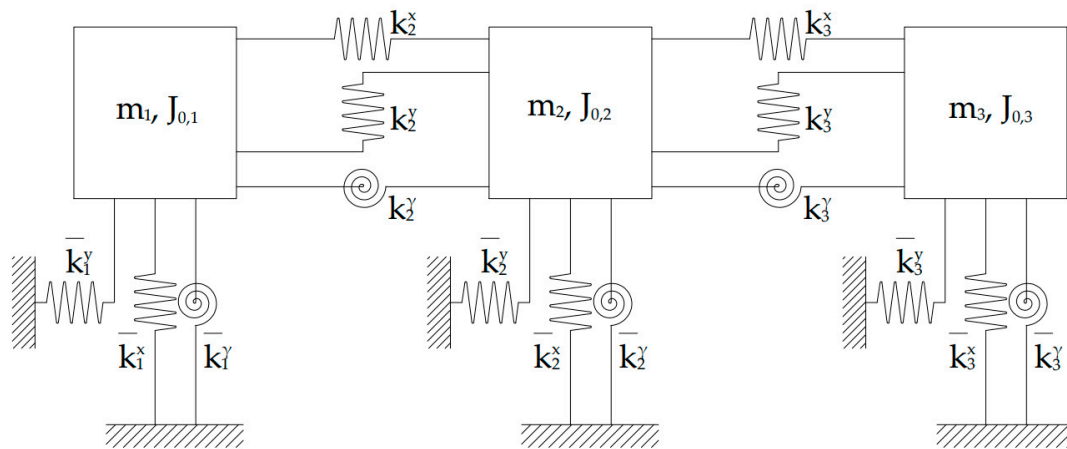 k₂ˣ k₃ˣ
m₁, J₀,₁ k₂ʸ m₂, J₀,₂ k₃ʸ m₃, J₀,₃
k₂ᵞ k₃ᵞ
k̅₁ʸ k̅₂ʸ k̅₃ʸ
k̅₁ˣ k̅₁ᵞ k̅₂ˣ k̅₂ᵞ k̅₃ˣ k̅₃ᵞ